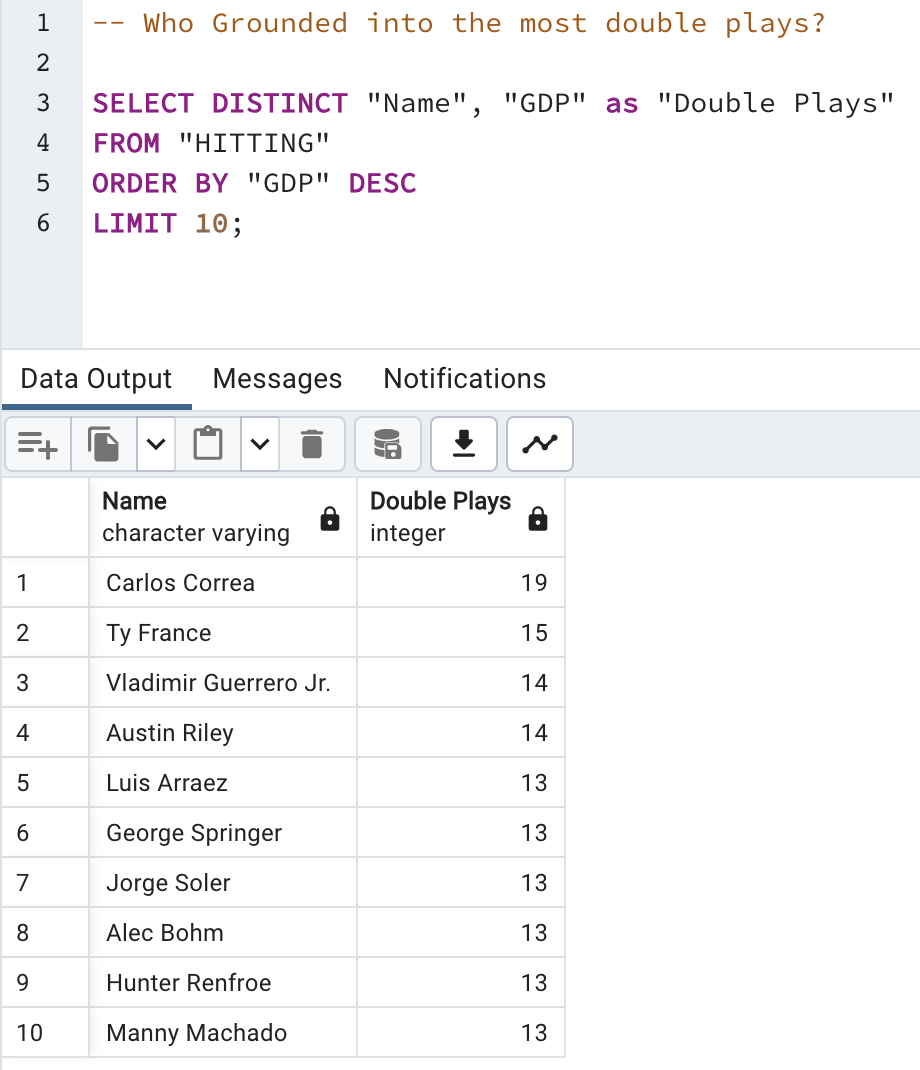 1 -- Who Grounded into the most double plays?
2
3 SELECT DISTINCT "Name", "GDP" as "Double Plays"
4 FROM "HITTING"
5 ORDER BY "GDP" DESC
6 LIMIT 10;
Data Output Messages Notifications
Name Double Plays
character varying integer
1 Carlos Correa 19
2 Ty France 15
3 Vladimir Guerrero Jr. 14
4 Austin Riley 14
5 Luis Arraez 13
6 George Springer 13
7 Jorge Soler 13
8 Alec Bohm 13
9 Hunter Renfroe 13
10 Manny Machado 13